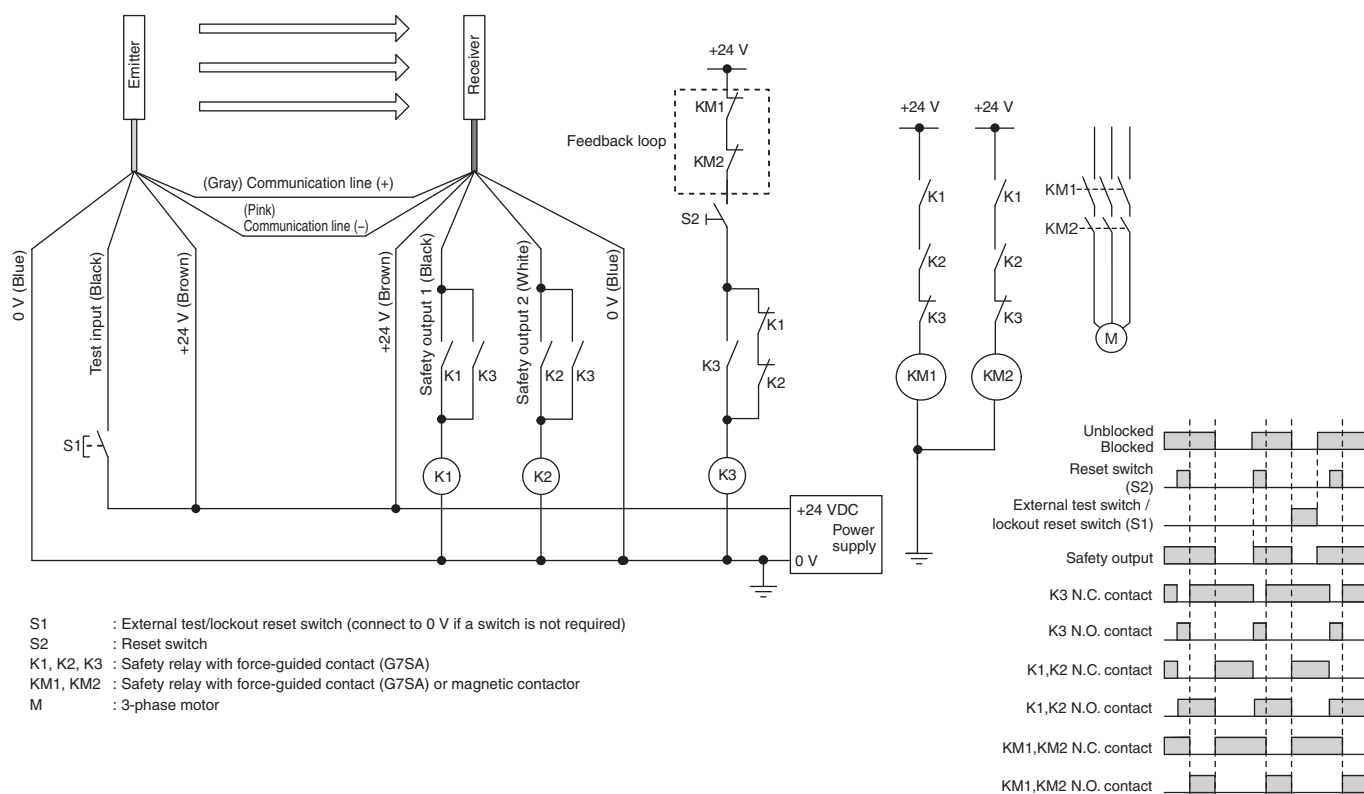 Emitter
Receiver
(Gray) Communication line (+)
(Pink)
Communication line (−)
0 V (Blue)
Test input (Black)
+24 V (Brown)
+24 V (Brown)
Safety output 1 (Black)
Safety output 2 (White)
0 V (Blue)
S1
K1
K3
K2
K3
K1
K2
+24 V
KM1
Feedback loop
KM2
S2
K1
K3
K2
K3
+24 VDC
Power
supply
0 V
+24 V
+24 V
K1
K1
K2
K2
K3
K3
KM1
KM2
KM1
KM2
M
Unblocked
Blocked
Reset switch
(S2)
External test switch /
lockout reset switch (S1)
Safety output
K3 N.C. contact
K3 N.O. contact
K1,K2 N.C. contact
K1,K2 N.O. contact
KM1,KM2 N.C. contact
KM1,KM2 N.O. contact
S1 : External test/lockout reset switch (connect to 0 V if a switch is not required)
S2 : Reset switch
K1, K2, K3 : Safety relay with force-guided contact (G7SA)
KM1, KM2 : Safety relay with force-guided contact (G7SA) or magnetic contactor
M : 3-phase motor